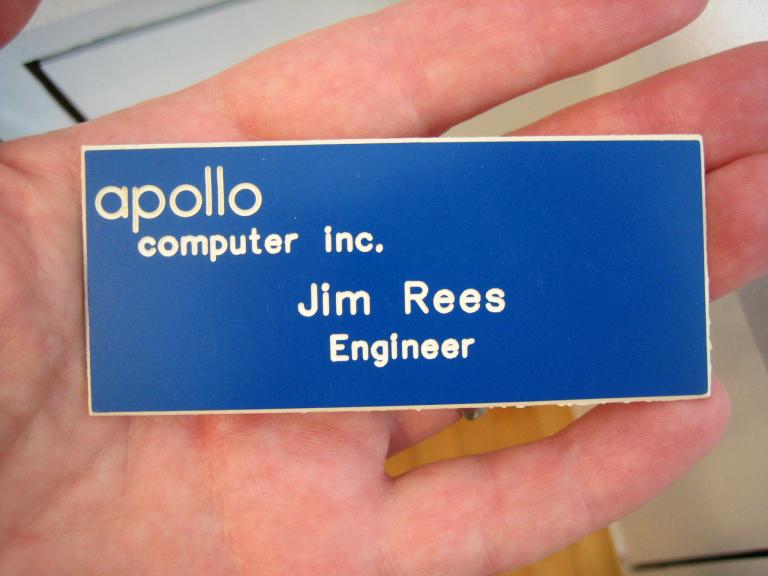 apollo
computer inc.
Jim Rees
Engineer